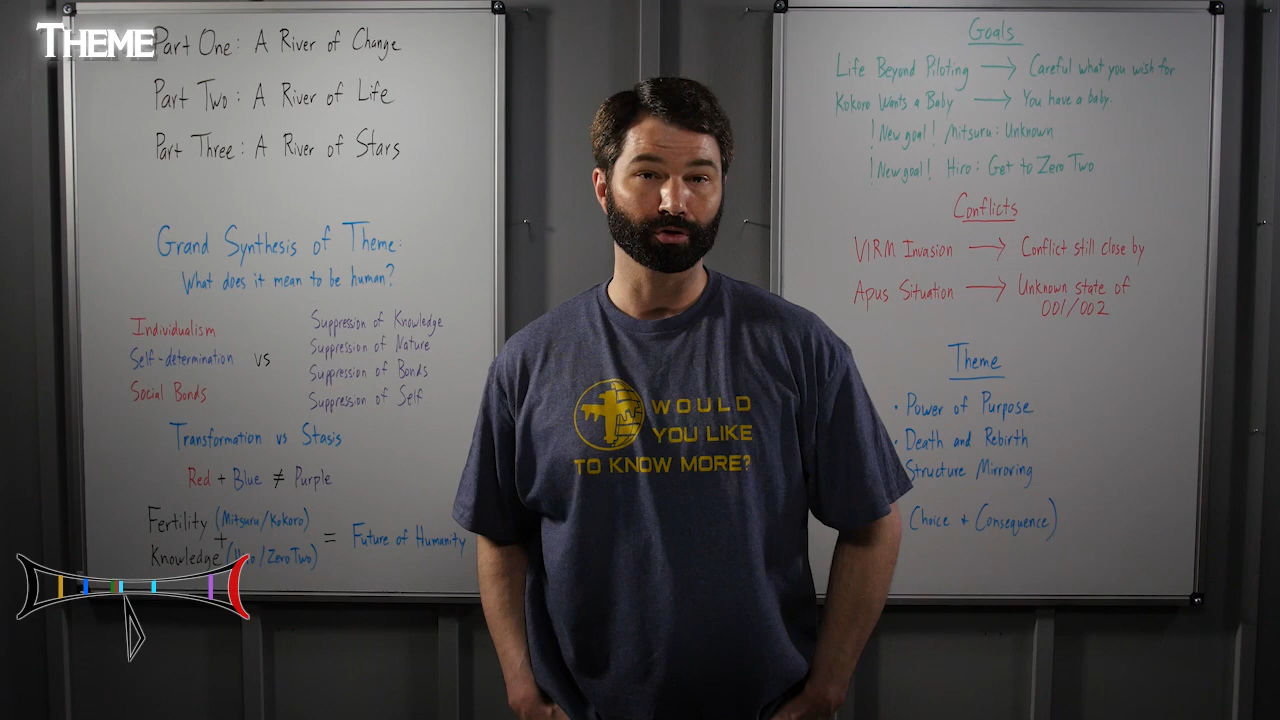 THEME
Part One: A River of Change
Part Two: A River of Life
Part Three: A River of Stars
Grand Synthesis of Theme:
What does it mean to be human?
Individualism
Self-determination
Social Bonds
vs
Suppression of Knowledge
Suppression of Nature
Suppression of Bonds
Suppression of Self
Transformation vs Stasis
Red + Blue ≠ Purple
Fertility (Mitsuru/Kokoro)
+
Knowledge (Hiro/Zero Two)
= Future of Humanity
WOULD
YOU LIKE
TO KNOW MORE?
Goals
Life Beyond Piloting → Careful what you wish for
Kokoro Wants a Baby → You have a baby.
!New goal! Mitsuru: Unknown
!New goal! Hiro: Get to Zero Two
Conflicts
VIRM Invasion → Conflict still close by
Apus Situation → Unknown state of
001/002
Theme
• Power of Purpose
• Death and Rebirth
Structure Mirroring
(Choice + Consequence)